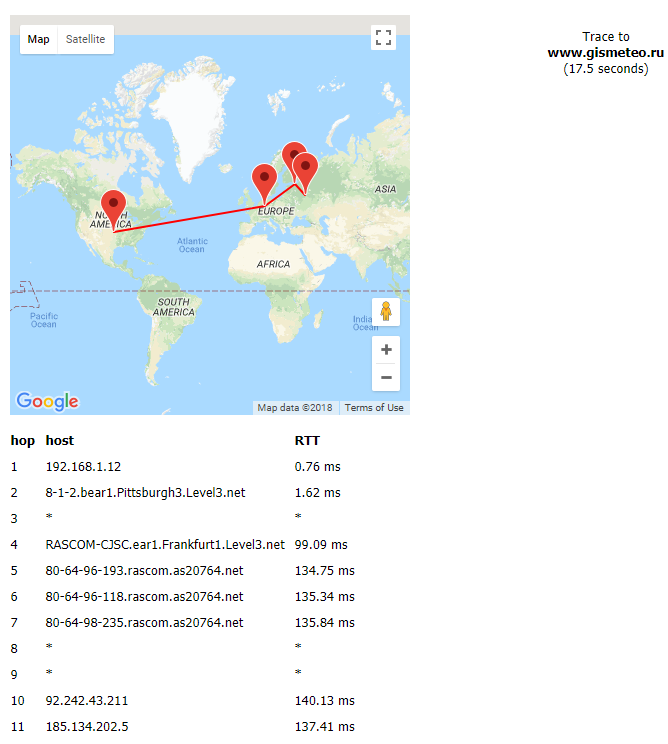 Map Satellite
Trace to
www.gismeteo.ru
(17.5 seconds)
ASIA
NORTH
AMERICA
EUROPE
Atlantic
Ocean
AFRICA
SOUTH
AMERICA
Pacific
Ocean
Ocean
Google
Map data ©2018 Terms of Use
hop host RTT
1 192.168.1.12 0.76 ms
2 8-1-2.bear1.Pittsburgh3.Level3.net 1.62 ms
3 * *
4 RASCOM-CJSC.ear1.Frankfurt1.Level3.net 99.09 ms
5 80-64-96-193.rascom.as20764.net 134.75 ms
6 80-64-96-118.rascom.as20764.net 135.34 ms
7 80-64-98-235.rascom.as20764.net 135.84 ms
8 * *
9 * *
10 92.242.43.211 140.13 ms
11 185.134.202.5 137.41 ms